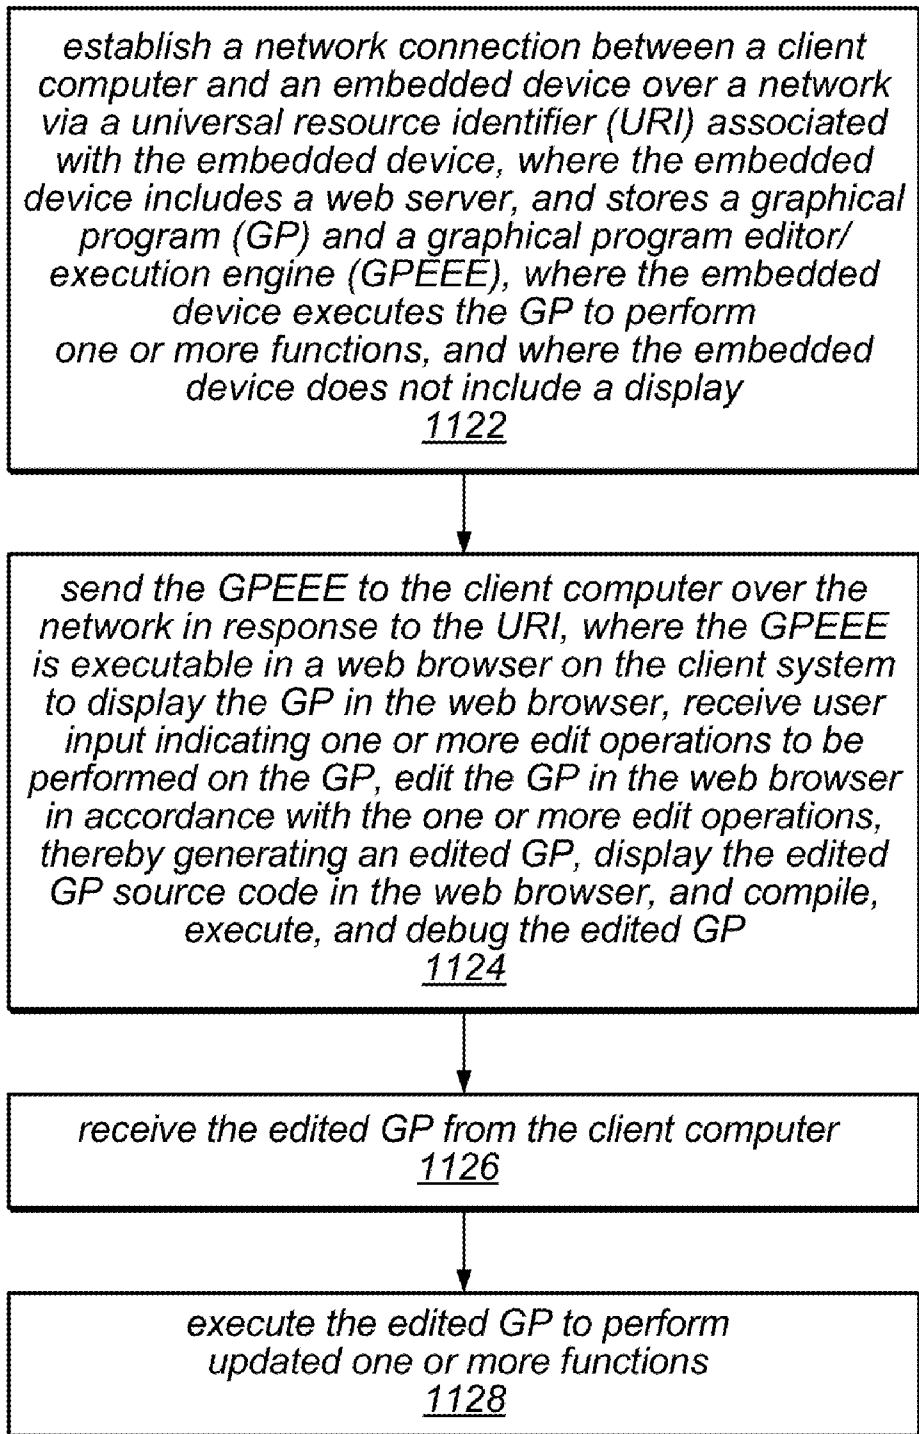 establish a network connection between a client
computer and an embedded device over a network
via a universal resource identifier (URI) associated
with the embedded device, where the embedded
device includes a web server, and stores a graphical
program (GP) and a graphical program editor/
execution engine (GPEEE), where the embedded
device executes the GP to perform
one or more functions, and where the embedded
device does not include a display
1122
send the GPEEE to the client computer over the
network in response to the URI, where the GPEEE
is executable in a web browser on the client system
to display the GP in the web browser, receive user
input indicating one or more edit operations to be
performed on the GP, edit the GP in the web browser
in accordance with the one or more edit operations,
thereby generating an edited GP, display the edited
GP source code in the web browser, and compile,
execute, and debug the edited GP
1124
receive the edited GP from the client computer
1126
execute the edited GP to perform
updated one or more functions
1128